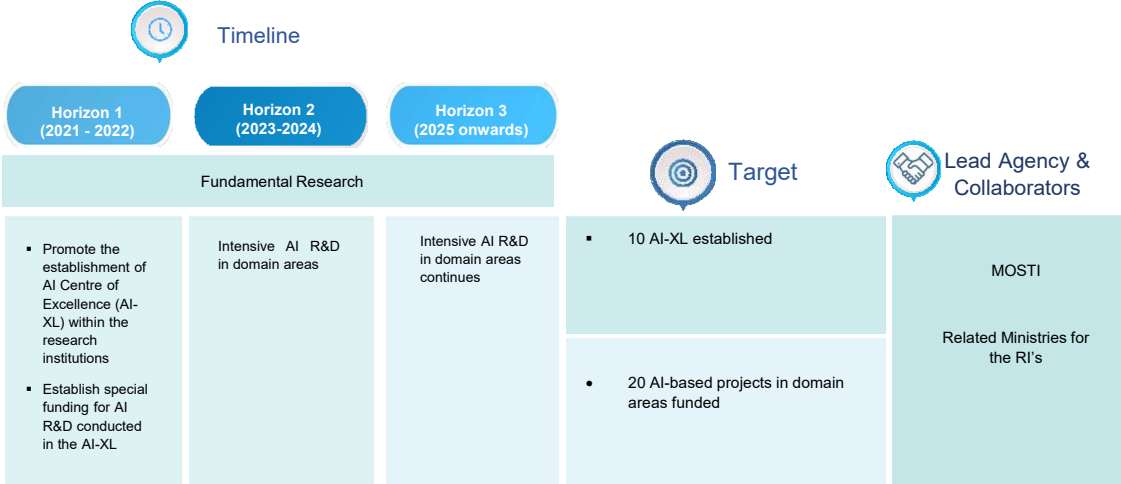 Timeline
Horizon 1
(2021 - 2022)
Horizon 2
(2023-2024)
Horizon 3
(2025 onwards)
Fundamental Research
Target
Lead Agency &
Collaborators
▪ Promote the
establishment of
AI Centre of
Excellence (AI-
XL) within the
research
institutions
▪ Establish special
funding for AI
R&D conducted
in the AI-XL
Intensive AI R&D
in domain areas
Intensive AI R&D
in domain areas
continues
▪ 10 AI-XL established
• 20 AI-based projects in domain
areas funded
MOSTI
Related Ministries for
the RI's